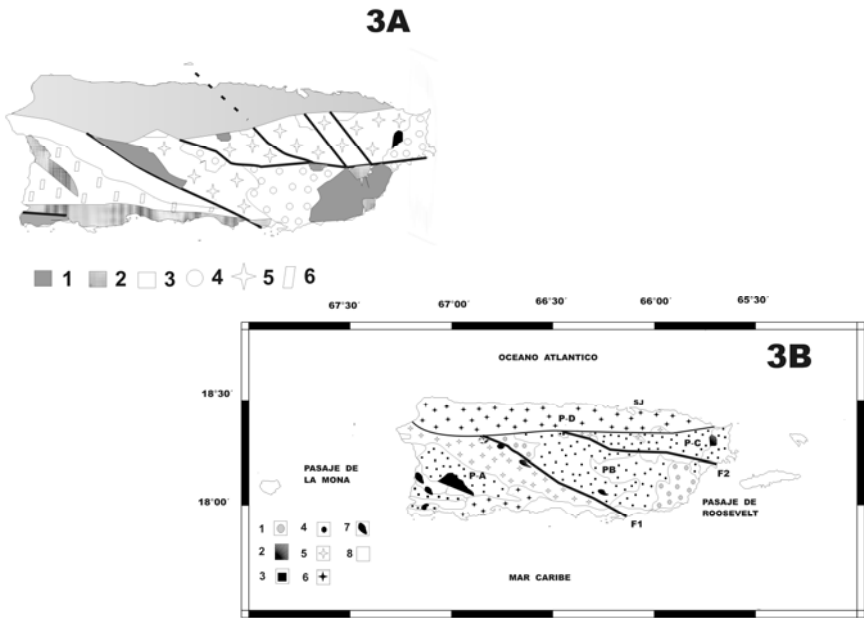 3A
1 2 3 4 5 6
67°30´ 67°00´ 66°30´ 66°00´ 65°30´
3B
OCEANO ATLANTICO
18°30´
SJ
P-D
P-C
PASAJE DE
LA MONA
P-A
PB
F2
18°00´
PASAJE DE
ROOSEVELT
F1
1 4 7
2 5 8
3 6
MAR CARIBE